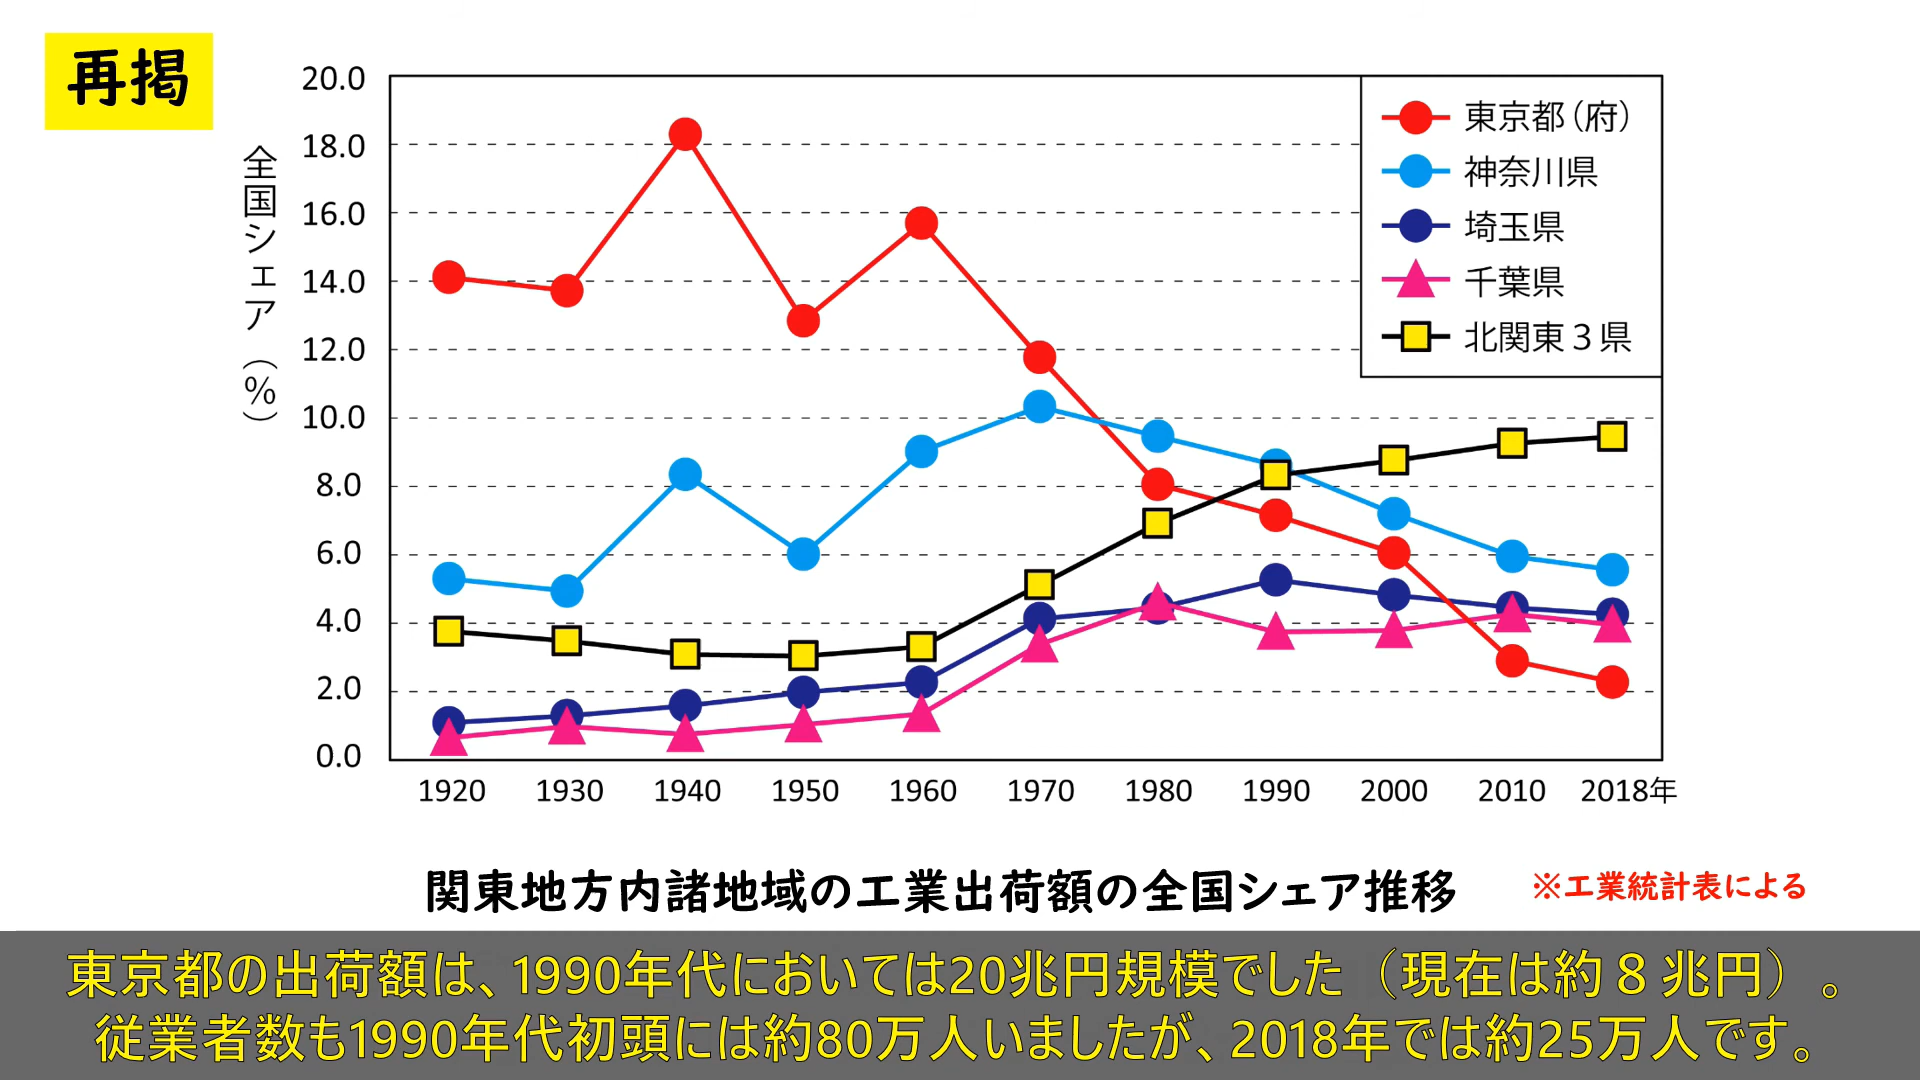 再掲
全国シェア（%）
20.0
18.0
16.0
14.0
12.0
10.0
8.0
6.0
4.0
2.0
0.0
東京都（府）
神奈川県
埼玉県
千葉県
北関東３県
1920 1930 1940 1950 1960 1970 1980 1990 2000 2010 2018年
関東地方内諸地域の工業出荷額の全国シェア推移
※工業統計表による
東京都の出荷額は、1990年代においては20兆円規模でした（現在は約８兆円）。
従業者数も1990年代初頭には約80万人いましたが、2018年では約25万人です。